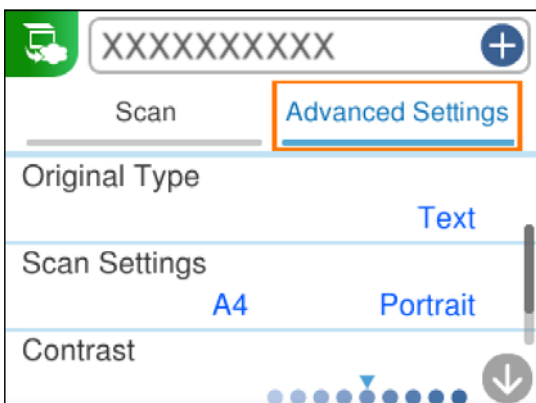 XXXXXXXXXX
Scan Advanced Settings
Original Type
Text
Scan Settings
A4 Portrait
Contrast